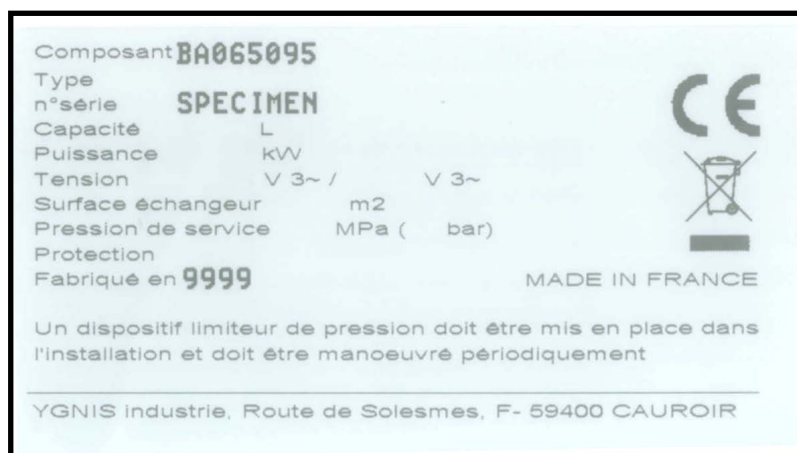 Composant BA065095
Type
n°série SPECIMEN
Capacité L
Puissance kW
Tension V 3~ / V 3~
Surface échangeur m2
Pression de service MPa ( bar)
Protection
Fabriqué en 9999 MADE IN FRANCE
CE
Un dispositif limiteur de pression doit être mis en place dans
l'installation et doit être manoeuvré périodiquement
YGNIS industrie, Route de Solesmes, F- 59400 CAUROIR